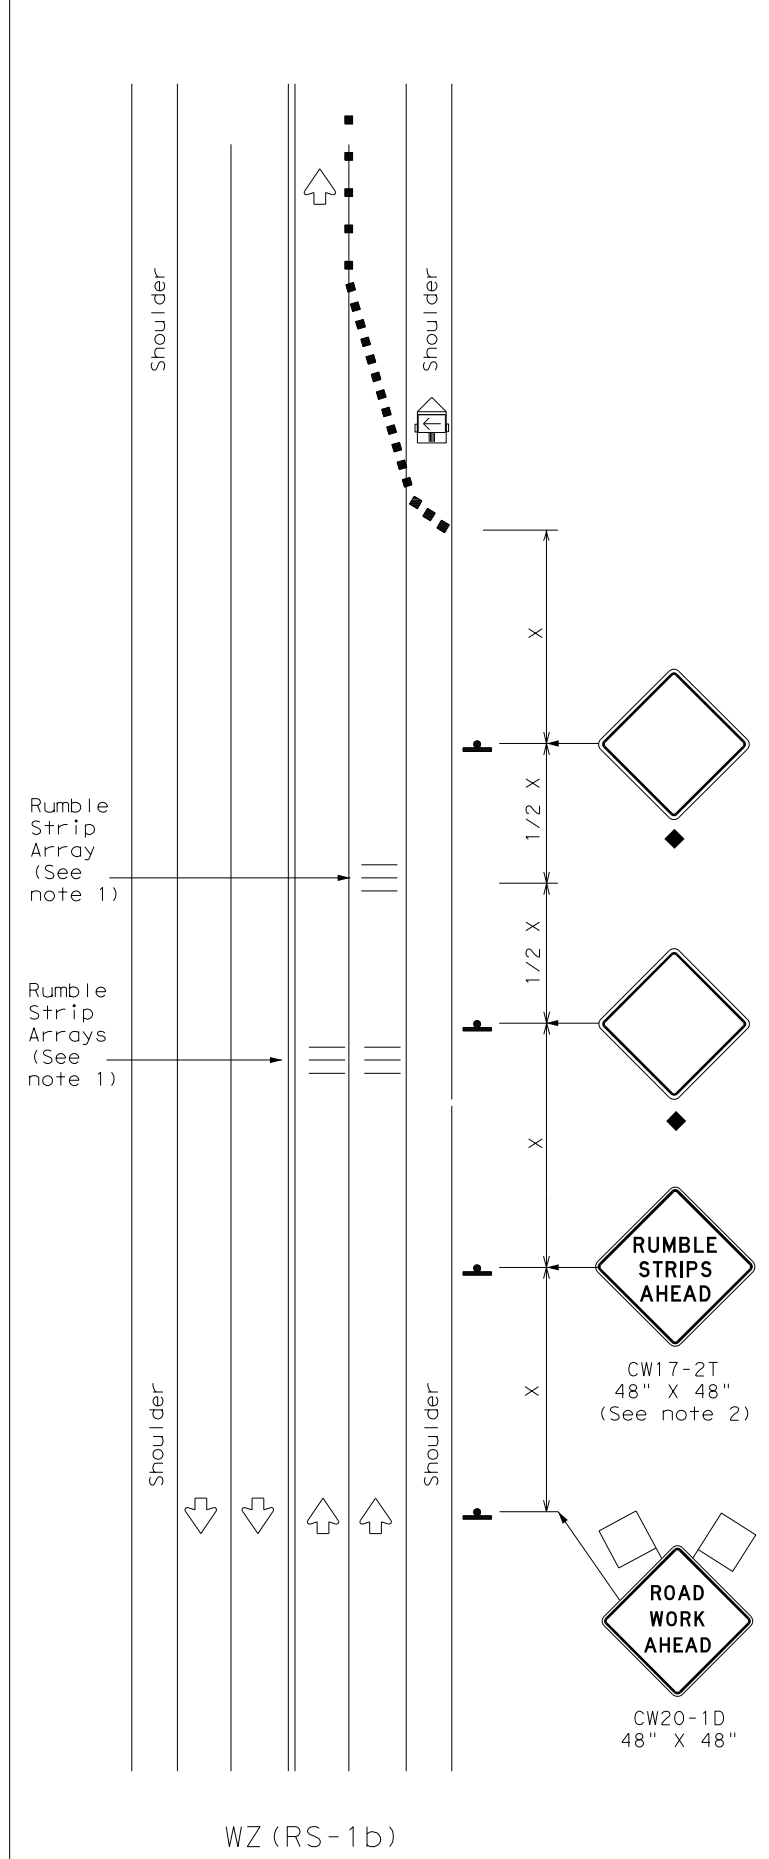 Shoulder
Shoulder
X
1/2 X
Rumble
Strip
Array
(See
note 1)
1/2 X
Rumble
Strip
Arrays
(See
note 1)
X
RUMBLE
STRIPS
AHEAD
CW17-2T
48" X 48"
(See note 2)
X
Shoulder
Shoulder
ROAD
WORK
AHEAD
CW20-1D
48" X 48"
WZ(RS-1b)